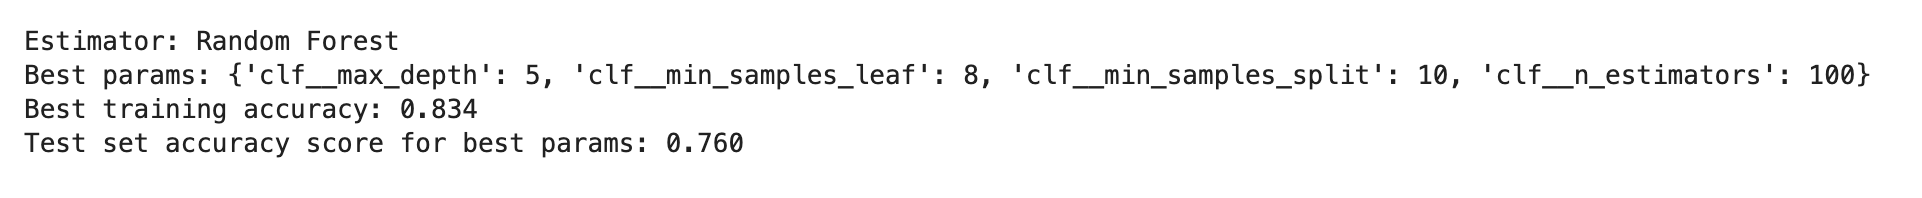 Estimator: Random Forest
Best params: {'clf__max_depth': 5, 'clf__min_samples_leaf': 8, 'clf__min_samples_split': 10, 'clf__n_estimators': 100}
Best training accuracy: 0.834
Test set accuracy score for best params: 0.760